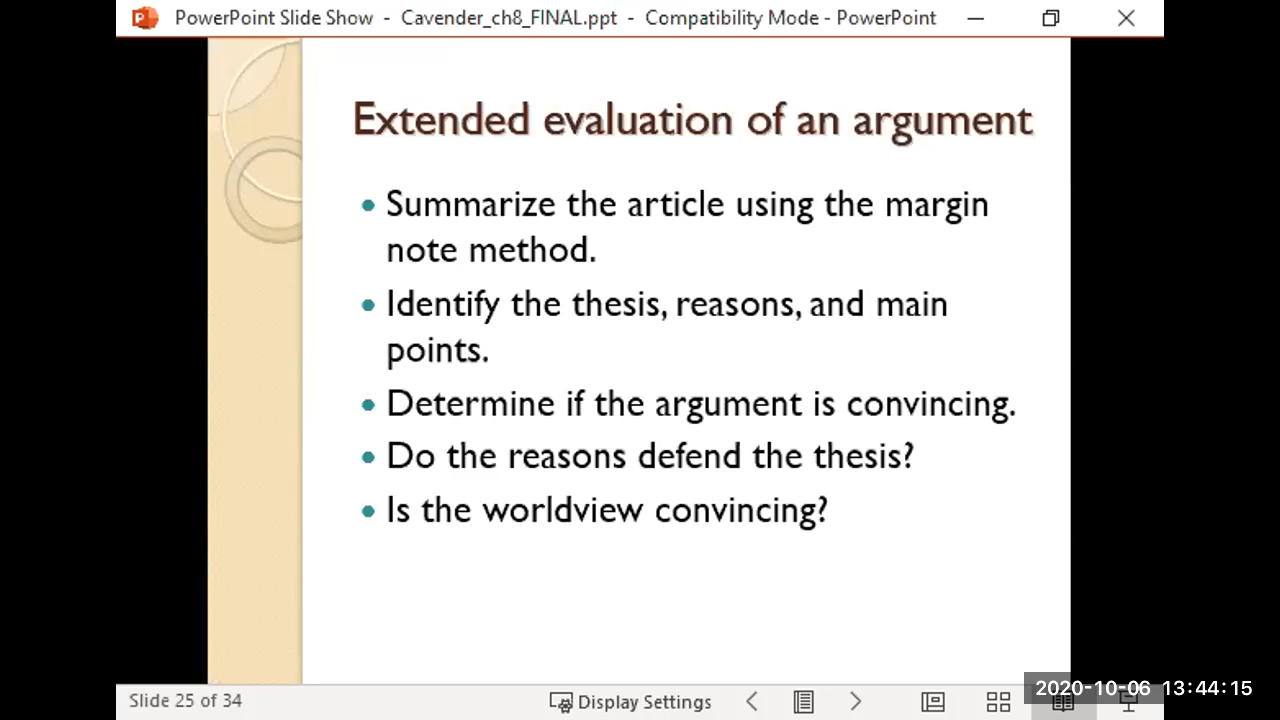 PowerPoint Slide Show - Cavender_ch8_FINAL.ppt - Compatibility Mode - PowerPoint
Extended evaluation of an argument
• Summarize the article using the margin
note method.
• Identify the thesis, reasons, and main
points.
• Determine if the argument is convincing.
• Do the reasons defend the thesis?
• Is the worldview convincing?
Slide 25 of 34
Display Settings
2020-10-06 13:44:15